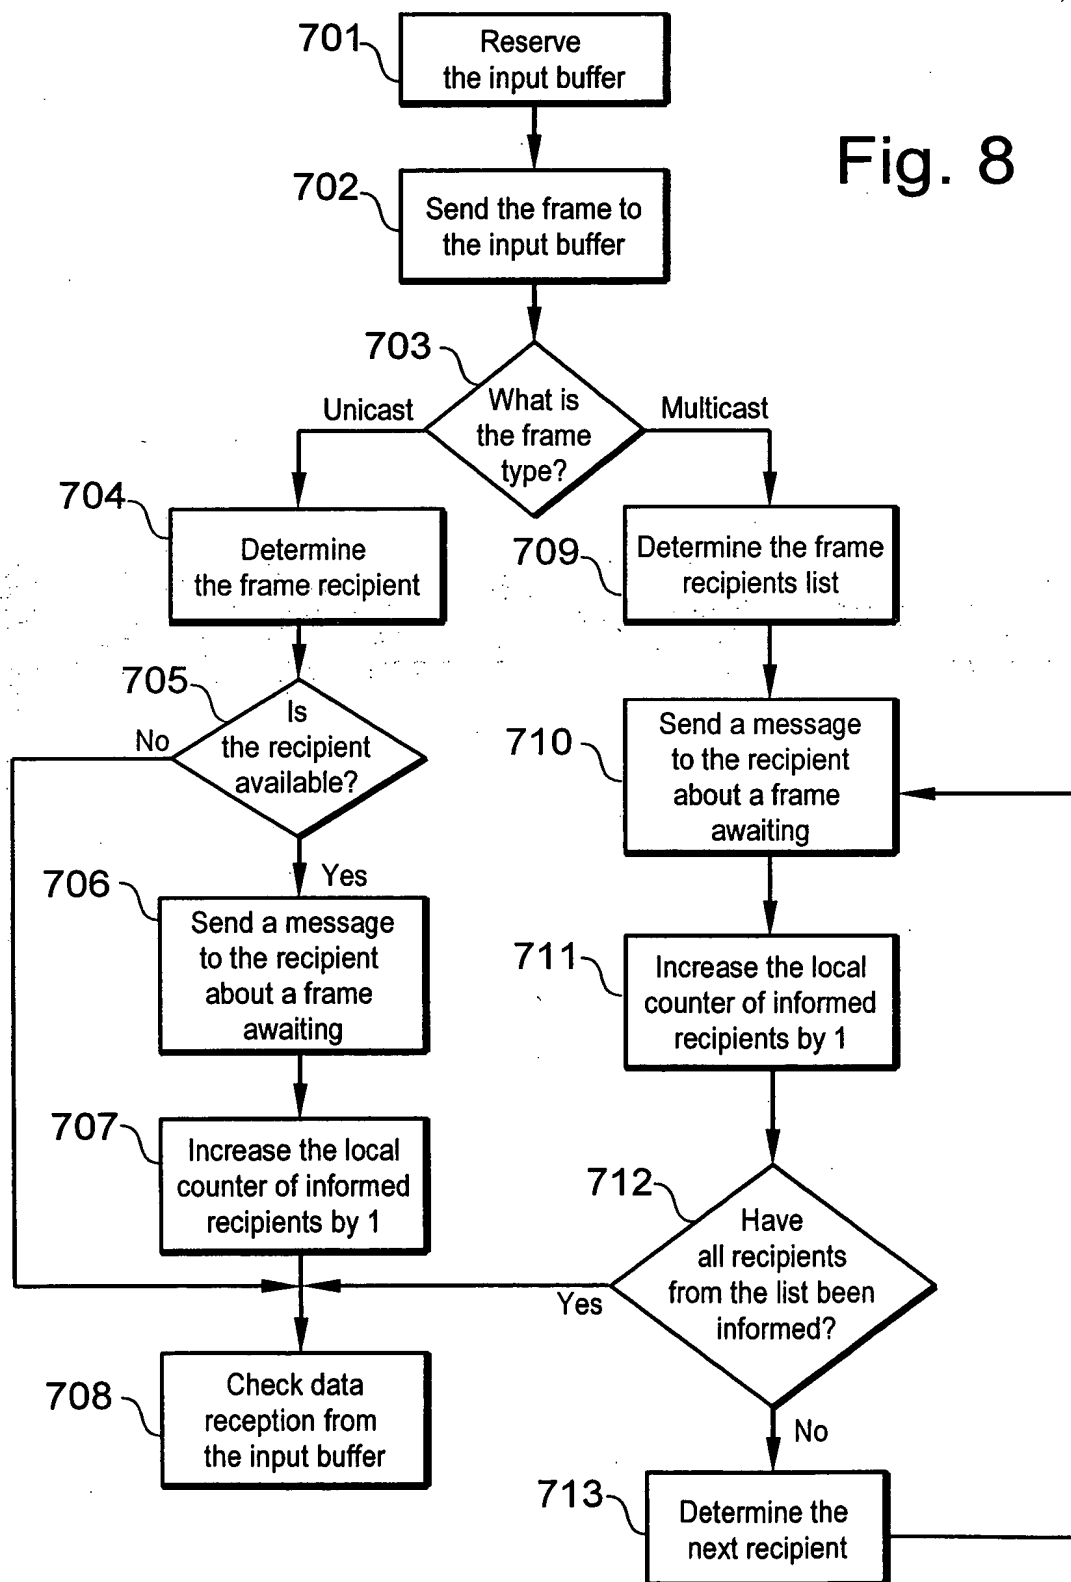 701
Reserve
the input buffer
Fig. 8
702
Send the frame to
the input buffer
703
What is
the frame
type?
Unicast
Multicast
704
Determine
the frame recipient
709
Determine the frame
recipients list
705
Is
the recipient
available?
No
Yes
710
Send a message
to the recipient
about a frame
awaiting
706
Send a message
to the recipient
about a frame
awaiting
711
Increase the local
counter of informed
recipients by 1
707
Increase the local
counter of informed
recipients by 1
712
Have
all recipients
from the list been
informed?
Yes
No
708
Check data
reception from
the input buffer
713
Determine the
next recipient